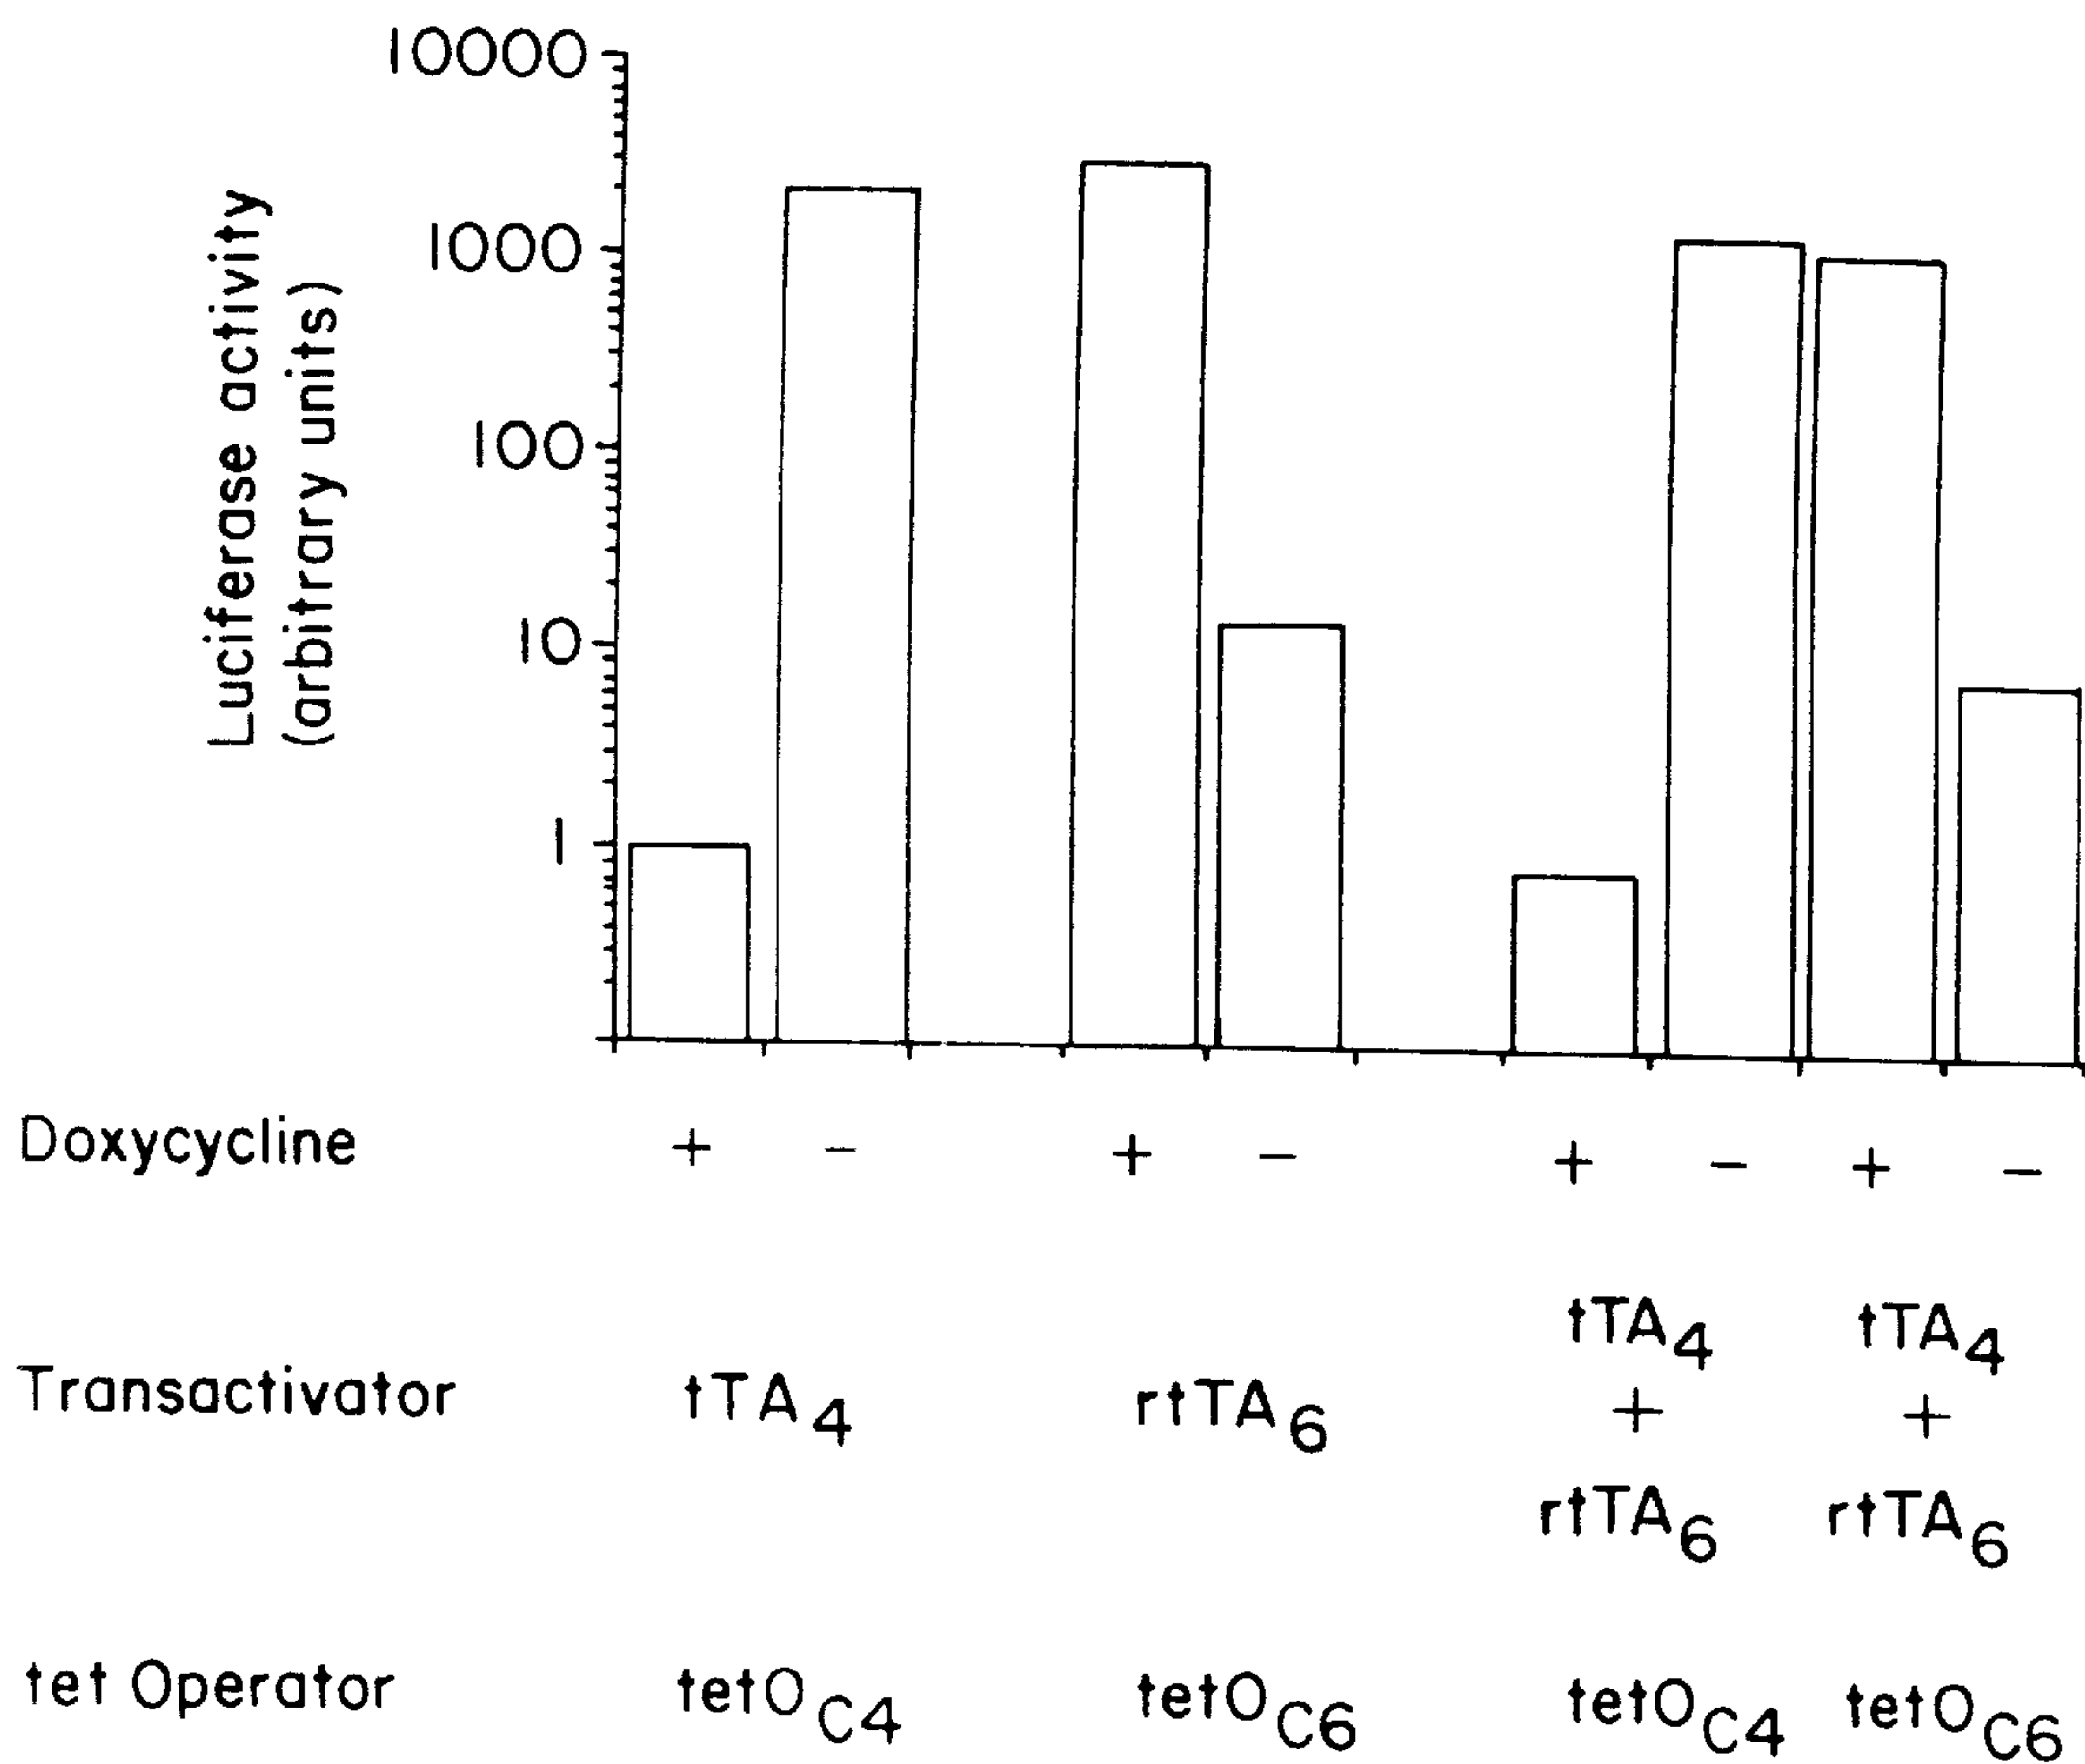 Luciferase activity
(arbitrary units)
10000
1000
100
10
1
Doxycycline + − + − + − + −
Transactivator tTA4 rtTA6 tTA4 + rtTA6 tTA4 + rtTA6
tet Operator tetOC4 tetOC6 tetOC4 tetOC6